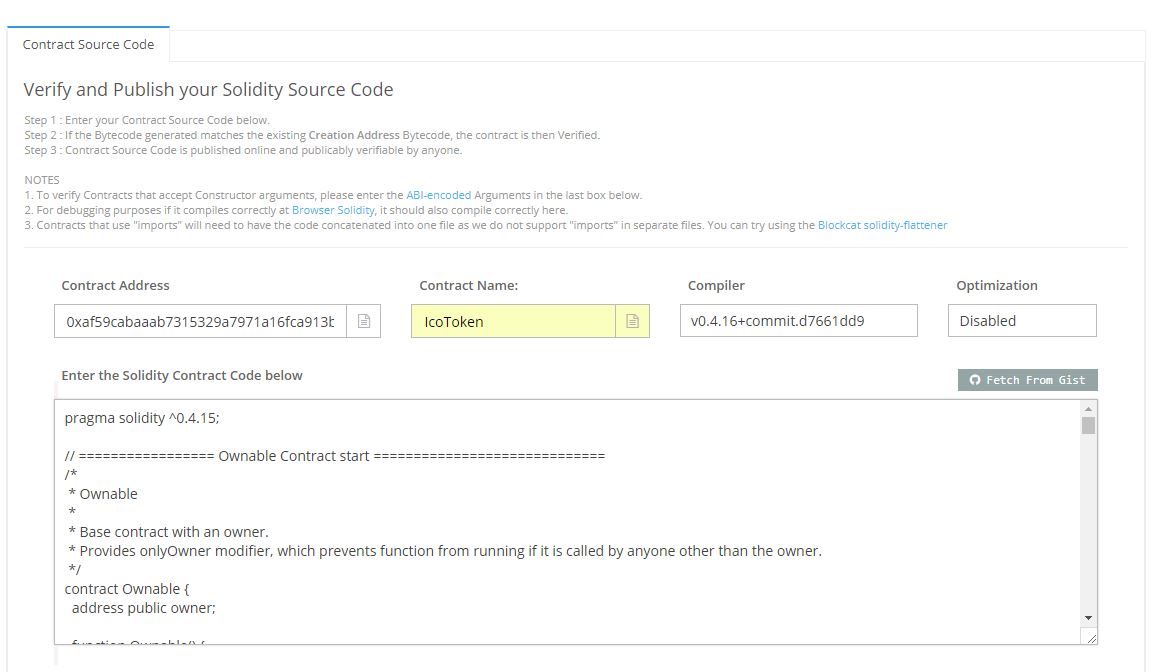 Contract Source Code
Verify and Publish your Solidity Source Code
Step 1 : Enter your Contract Source Code below.
Step 2 : If the Bytecode generated matches the existing Creation Address Bytecode, the contract is then Verified.
Step 3 : Contract Source Code is published online and publicably verifiable by anyone.
NOTES
1. To verify Contracts that accept Constructor arguments, please enter the ABI-encoded Arguments in the last box below.
2. For debugging purposes if it compiles correctly at Browser Solidity, it should also compile correctly here.
3. Contracts that use "imports" will need to have the code concatenated into one file as we do not support "imports" in separate files. You can try using the Blockcat solidity-flattener
Contract Address Contract Name: Compiler Optimization
0xaf59cabaaab7315329a7971a16fca913b IcoToken v0.4.16+commit.d7661dd9 Disabled
Enter the Solidity Contract Code below Fetch From Gist
pragma solidity ^0.4.15;
// ================= Ownable Contract start =============================
/*
* Ownable
*
* Base contract with an owner.
* Provides onlyOwner modifier, which prevents function from running if it is called by anyone other than the owner.
*/
contract Ownable {
address public owner;
function Ownable() {